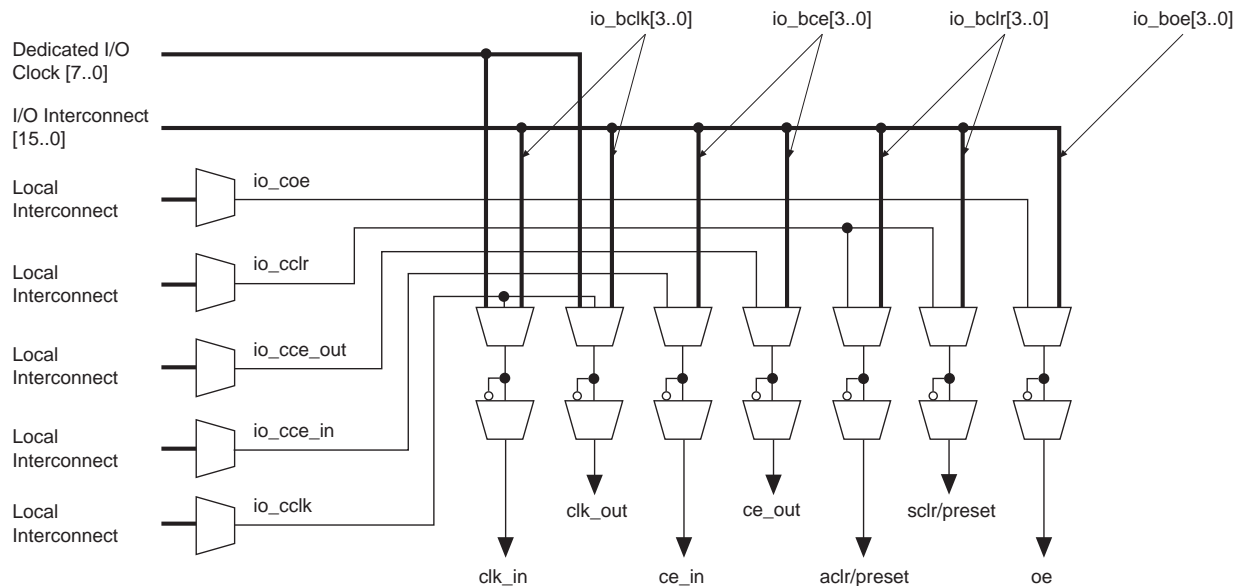 io_bclk[3..0]
io_bce[3..0]
io_bclr[3..0]
io_boe[3..0]
Dedicated I/O
Clock [7..0]
I/O Interconnect
[15..0]
Local
Interconnect
io_coe
Local
Interconnect
io_cclr
Local
Interconnect
io_cce_out
Local
Interconnect
io_cce_in
Local
Interconnect
io_cclk
clk_out
ce_out
sclr/preset
clk_in
ce_in
aclr/preset
oe